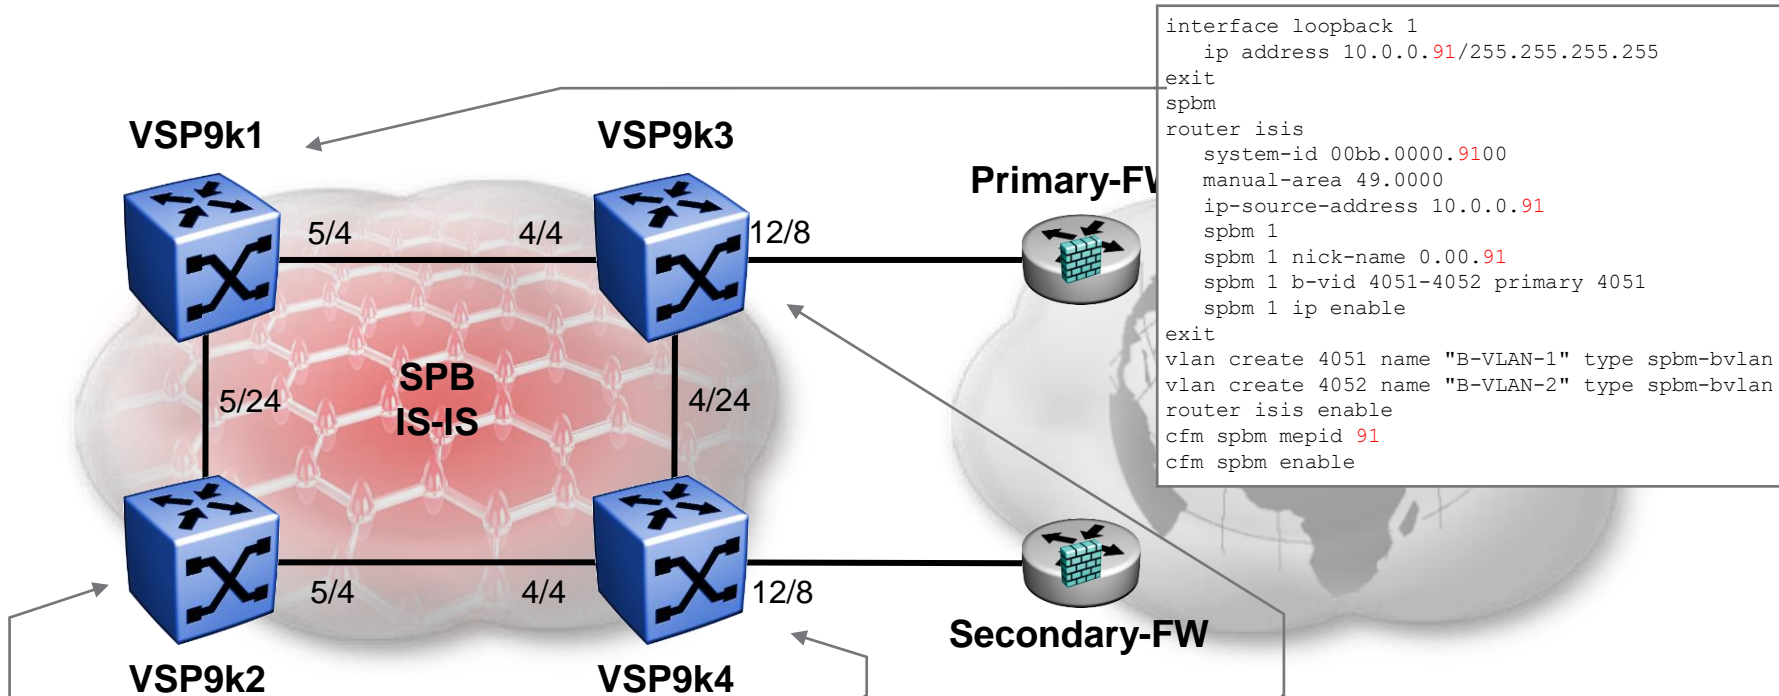 interface loopback 1
ip address 10.0.0.91/255.255.255.255
exit
spbm
router isis
system-id 00bb.0000.9100
manual-area 49.0000
ip-source-address 10.0.0.91
spbm 1
spbm 1 nick-name 0.00.91
spbm 1 b-vid 4051-4052 primary 4051
spbm 1 ip enable
exit
vlan create 4051 name "B-VLAN-1" type spbm-bvlan
vlan create 4052 name "B-VLAN-2" type spbm-bvlan
router isis enable
cfm spbm mepid 91
cfm spbm enable
VSP9k1
VSP9k3
Primary-FW
5/4
4/4
12/8
SPB
IS-IS
5/24
4/24
5/4
4/4
12/8
Secondary-FW
VSP9k2
VSP9k4